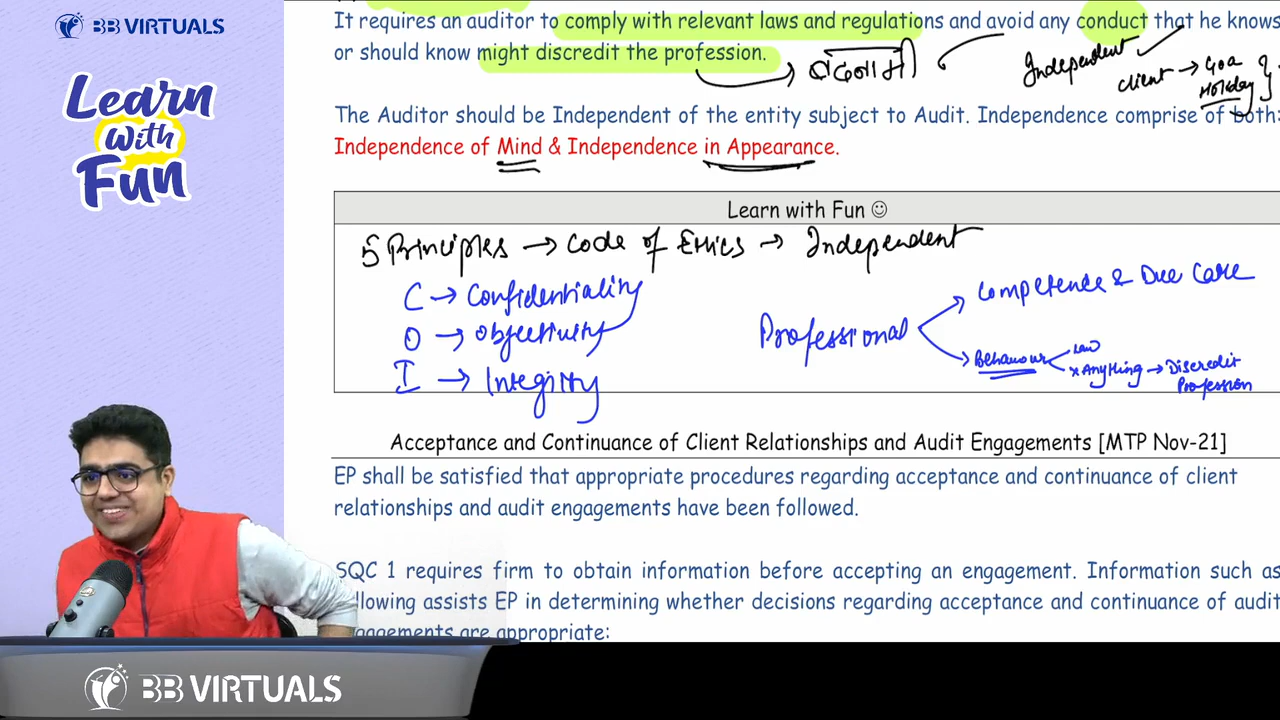 BB VIRTUALS
Learn
With
Fun
It requires an auditor to comply with relevant laws and regulations and avoid any conduct that he knows
or should know might discredit the profession.
बदनामी
Independent
Client → Goa
Holiday
The Auditor should be Independent of the entity subject to Audit. Independence comprise of both:
Independence of Mind & Independence in Appearance.
Learn with Fun ☺
5 Principles → Code of Ethics → Independent
C → Confidentiality
O → Objectivity
I → Integrity
Professional
Competence & Due Care
Behaviour
Law
x Anything → Discredit
Profession
Acceptance and Continuance of Client Relationships and Audit Engagements [MTP Nov-21]
EP shall be satisfied that appropriate procedures regarding acceptance and continuance of client
relationships and audit engagements have been followed.
SQC 1 requires firm to obtain information before accepting an engagement. Information such as
llowing assists EP in determining whether decisions regarding acceptance and continuance of audit
gagements are appropriate:
BB VIRTUALS